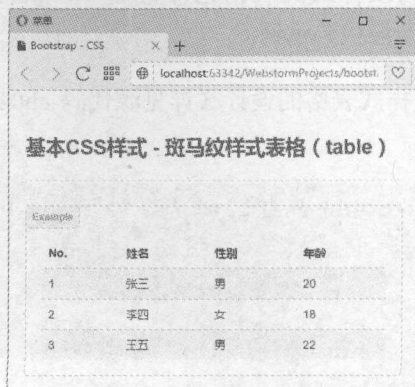 菜单
Bootstrap - CSS
localhost:63342/WebstormProjects/bootst
基本CSS样式 - 斑马纹样式表格（table）
Example
No. 姓名 性别 年龄
1 张三 男 20
2 李四 女 18
3 王五 男 22